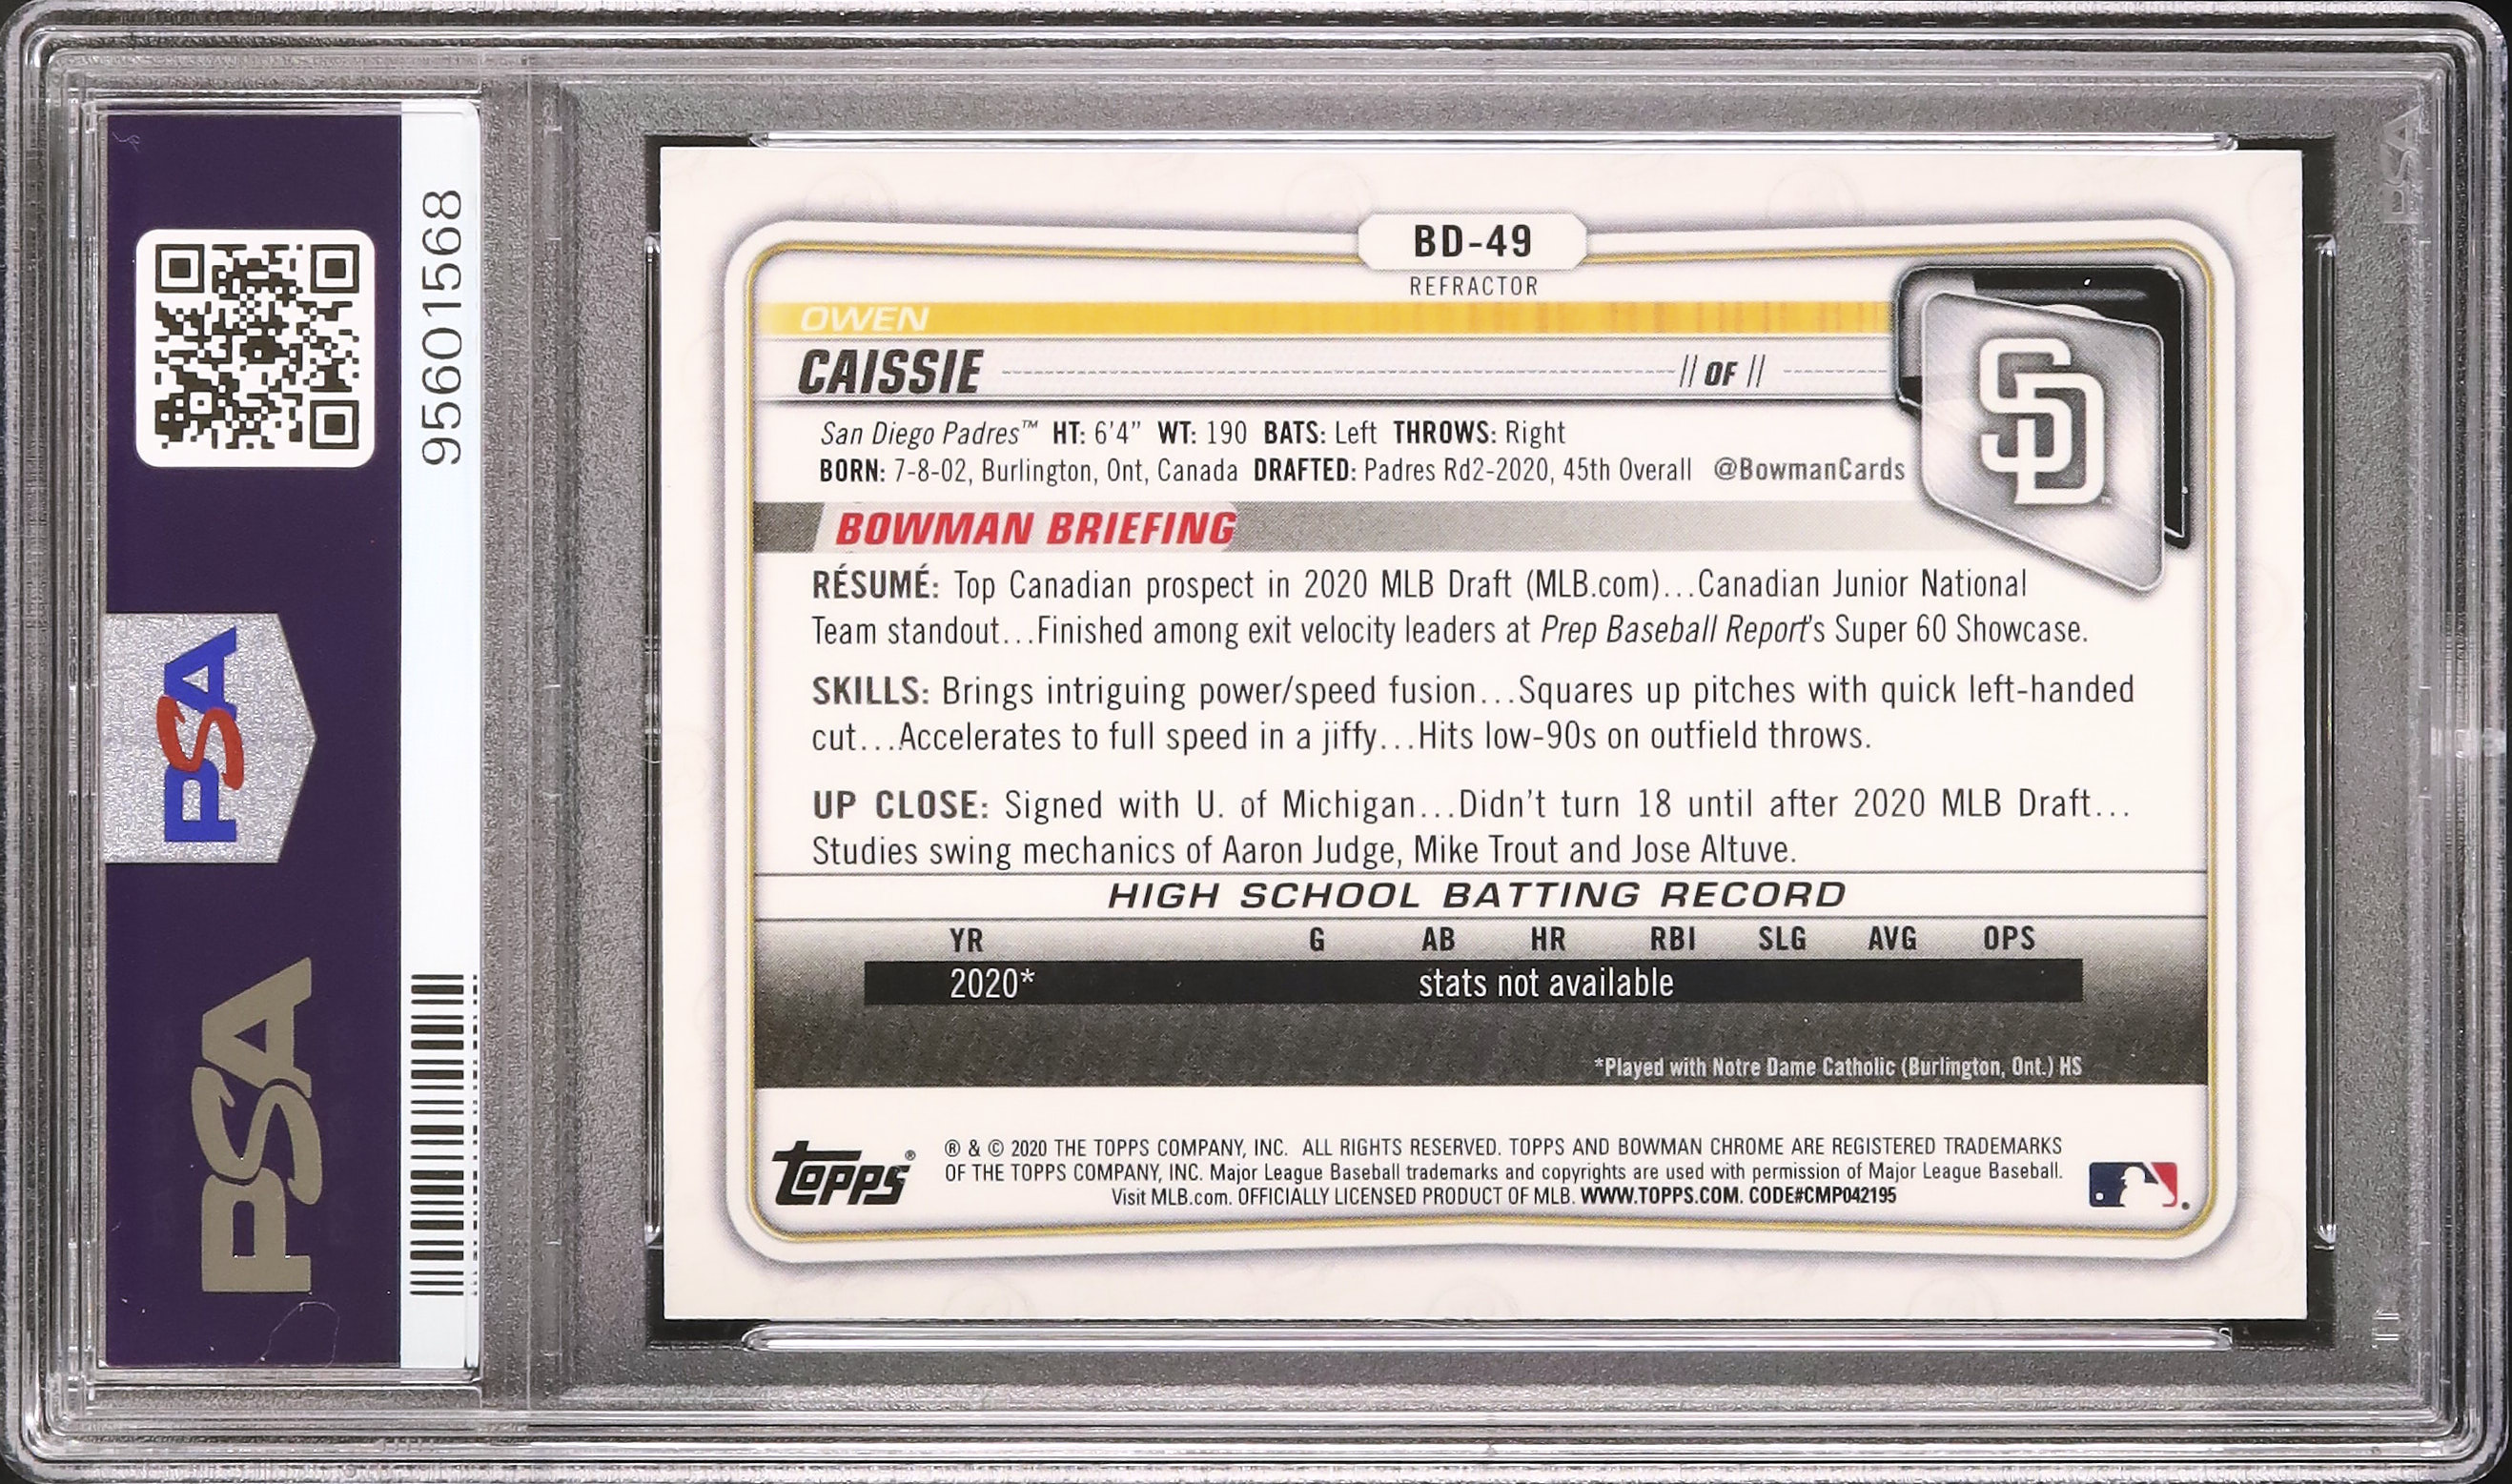 95601568
PSA
PSA
PSA
BD-49
REFRACTOR
OWEN
CAISSIE // OF //
SD
San Diego Padres™ HT: 6'4" WT: 190 BATS: Left THROWS: Right
BORN: 7-8-02, Burlington, Ont, Canada DRAFTED: Padres Rd2-2020, 45th Overall @BowmanCards
BOWMAN BRIEFING
RÉSUMÉ: Top Canadian prospect in 2020 MLB Draft (MLB.com)...Canadian Junior National
Team standout...Finished among exit velocity leaders at Prep Baseball Report's Super 60 Showcase.
SKILLS: Brings intriguing power/speed fusion...Squares up pitches with quick left-handed
cut...Accelerates to full speed in a jiffy...Hits low-90s on outfield throws.
UP CLOSE: Signed with U. of Michigan...Didn't turn 18 until after 2020 MLB Draft...
Studies swing mechanics of Aaron Judge, Mike Trout and Jose Altuve.
HIGH SCHOOL BATTING RECORD
YR G AB HR RBI SLG AVG OPS
2020* stats not available
*Played with Notre Dame Catholic (Burlington, Ont.) HS
Topps®
® & © 2020 THE TOPPS COMPANY, INC. ALL RIGHTS RESERVED. TOPPS AND BOWMAN CHROME ARE REGISTERED TRADEMARKS
OF THE TOPPS COMPANY, INC. Major League Baseball trademarks and copyrights are used with permission of Major League Baseball.
Visit MLB.com. OFFICIALLY LICENSED PRODUCT OF MLB. WWW.TOPPS.COM. CODE#CMP042195